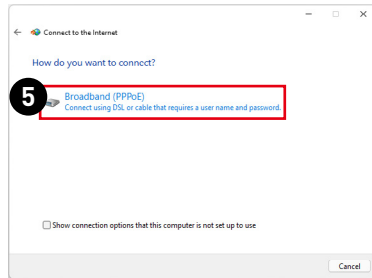 Connect to the Internet
How do you want to connect?
5
Broadband (PPPoE)
Connect using DSL or cable that requires a user name and password.
Show connection options that this computer is not set up to use
Cancel